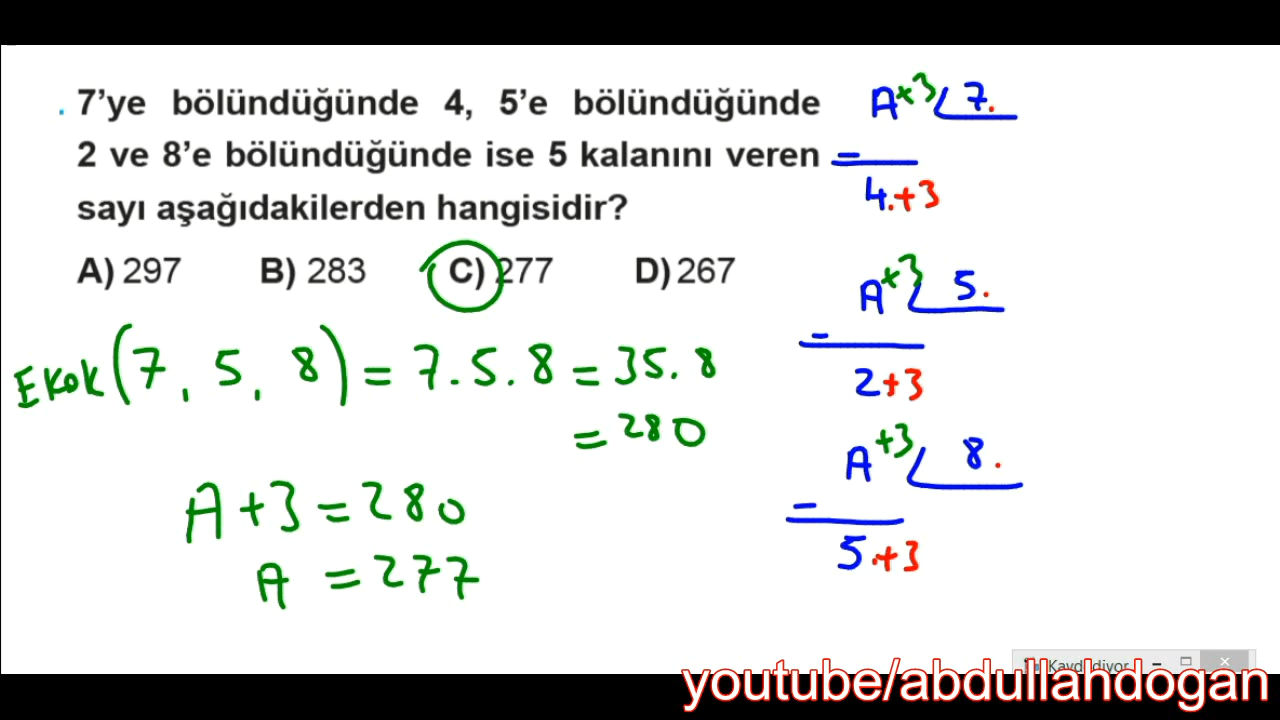 7’ye bölündüğünde 4, 5’e bölündüğünde
2 ve 8’e bölündüğünde ise 5 kalanını veren
sayı aşağıdakilerden hangisidir?
A) 297 B) 283 C) 277 D) 267
EKOK (7, 5, 8) = 7.5.8 = 35.8
= 280
A+3=280
A = 277
A+3 7.
-
4.+3
A+3 5.
-
2+3
A+3 8.
-
5.+3
Kaydediyor
youtube/abdullahdogan